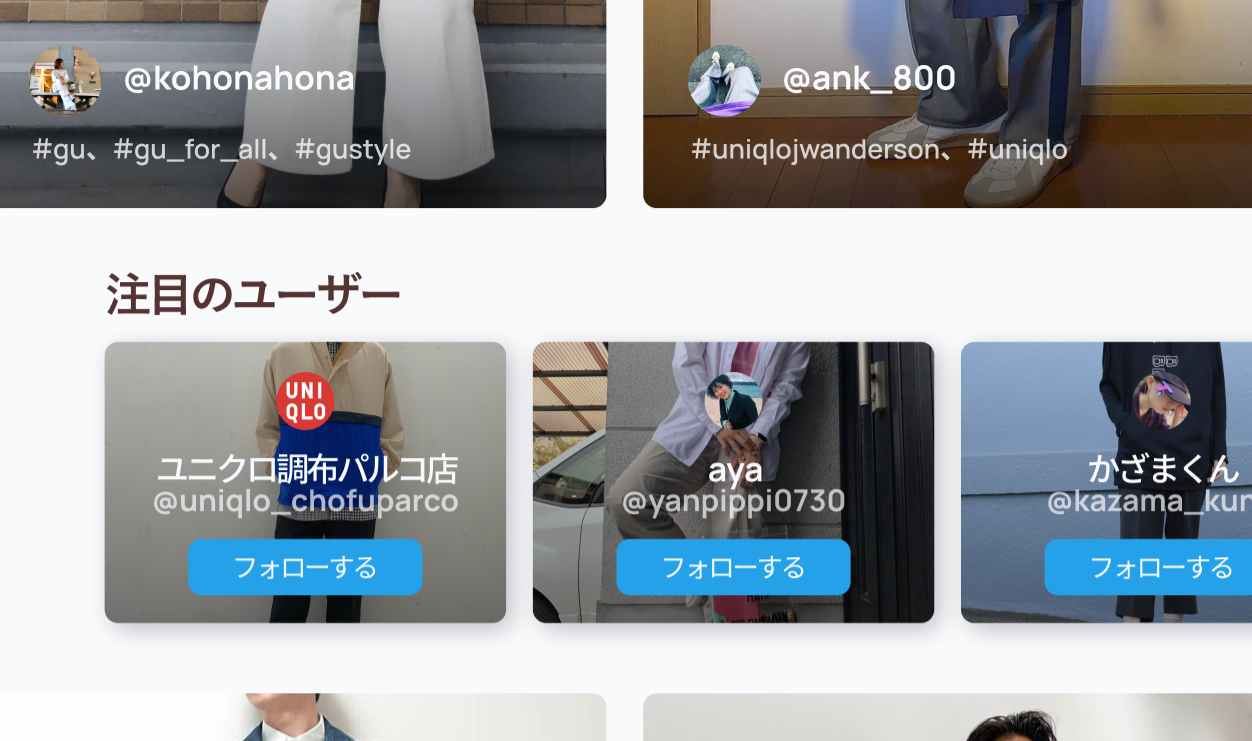 @kohonahona
#gu、#gu_for_all、#gustyle
@ank_800
#uniqlojwanderson、#uniqlo
注目のユーザー
UNI
QLO
ユニクロ調布パルコ店
@uniqlo_chofuparco
フォローする
aya
@yanpippi0730
フォローする
かざまくん
@kazama_kun
フォローする